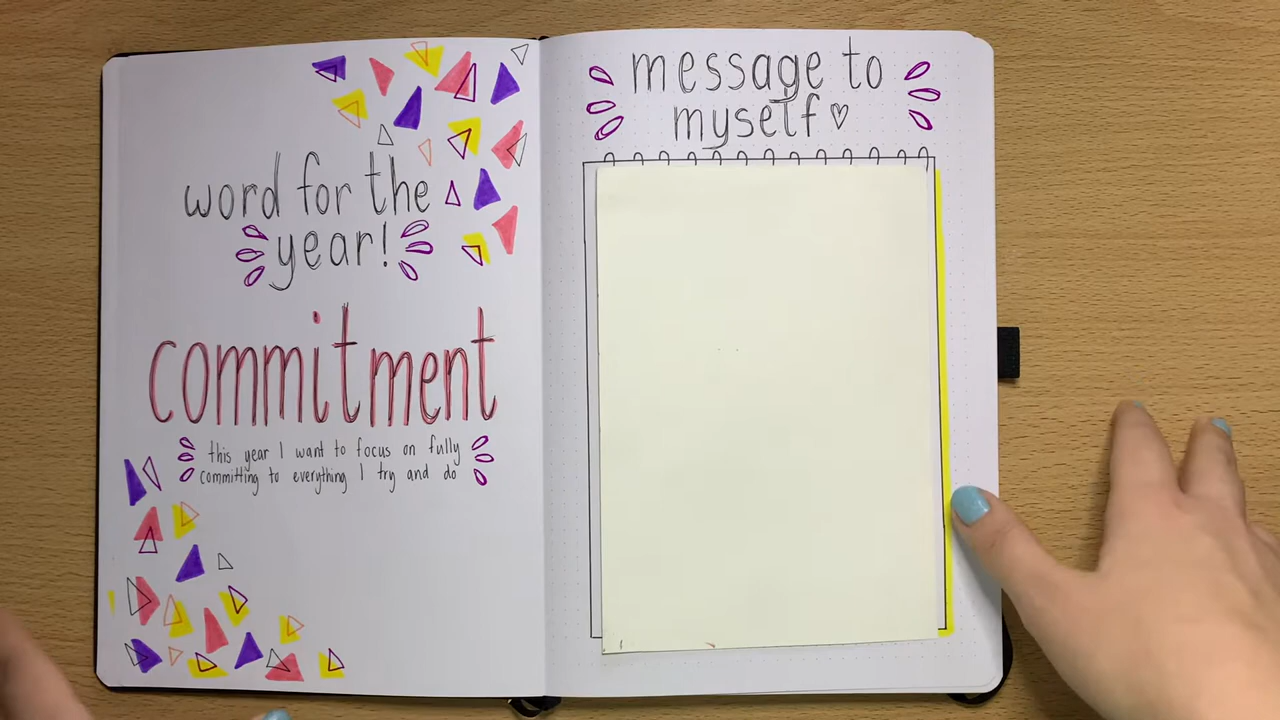 word for the
year!
commitment
this year I want to focus on fully
committing to everything I try and do
message to
myself ♡